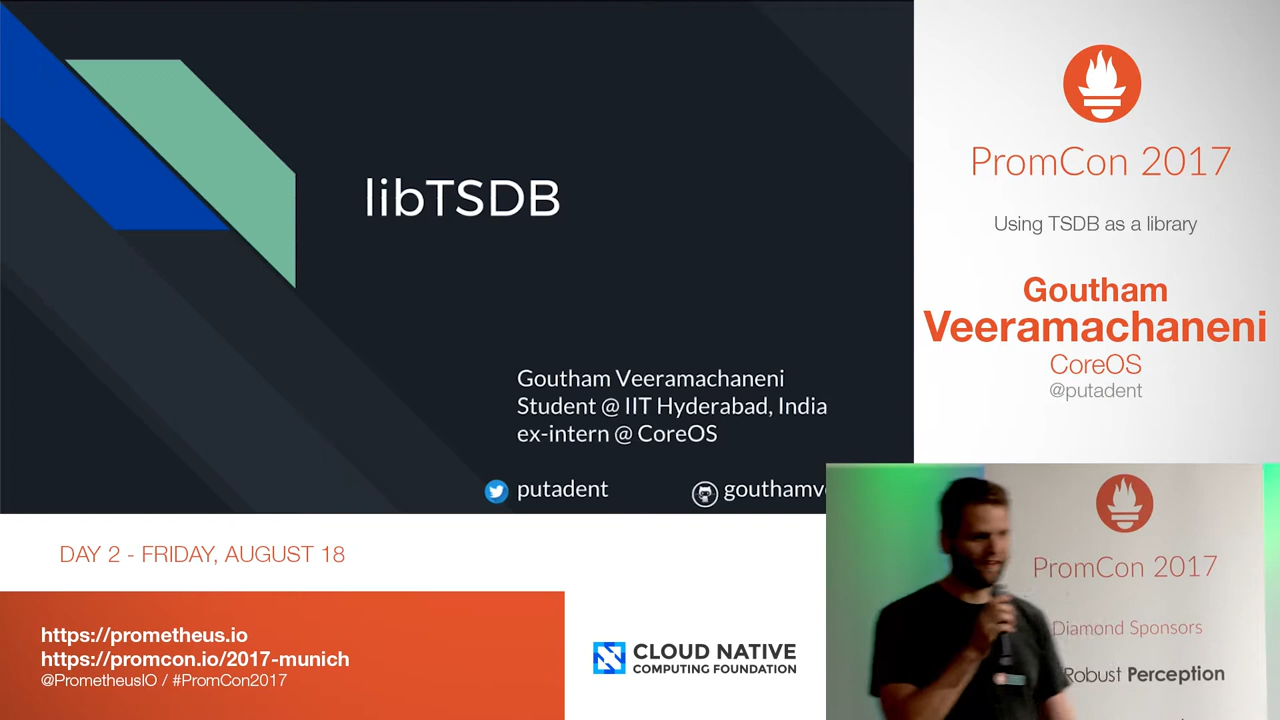 libTSDB
Goutham Veeramachaneni
Student @ IIT Hyderabad, India
ex-intern @ CoreOS
putadent
PromCon 2017
Using TSDB as a library
Goutham
Veeramachaneni
CoreOS
@putadent
DAY 2 - FRIDAY, AUGUST 18
https://prometheus.io
https://promcon.io/2017-munich
@PrometheusIO / #PromCon2017
CLOUD NATIVE
COMPUTING FOUNDATION
PromCon 2017
Diamond Sponsors
Robust Perception